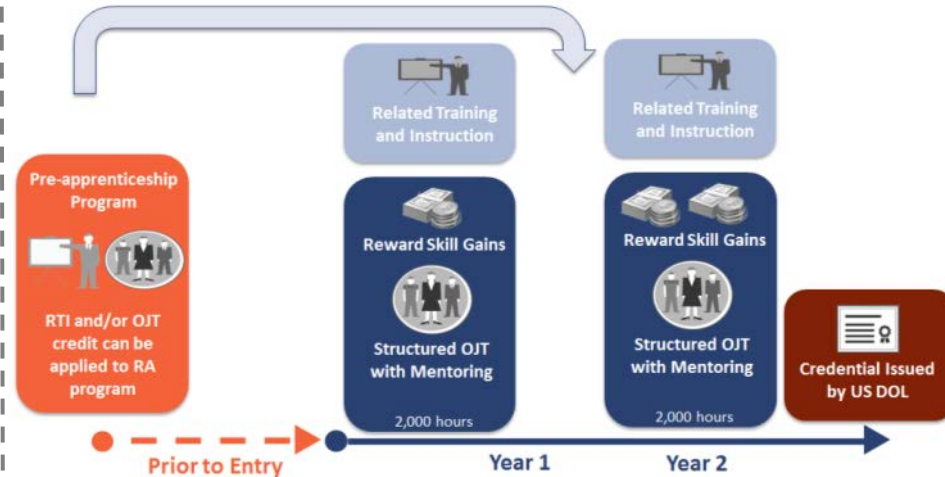 Pre-apprenticeship
Program
RTI and/or OJT
credit can be
applied to RA
program
Related Training
and Instruction
Reward Skill Gains
Structured OJT
with Mentoring
2,000 hours
Related Training
and Instruction
Reward Skill Gains
Structured OJT
with Mentoring
2,000 hours
Credential Issued
by US DOL
Prior to Entry
Year 1
Year 2